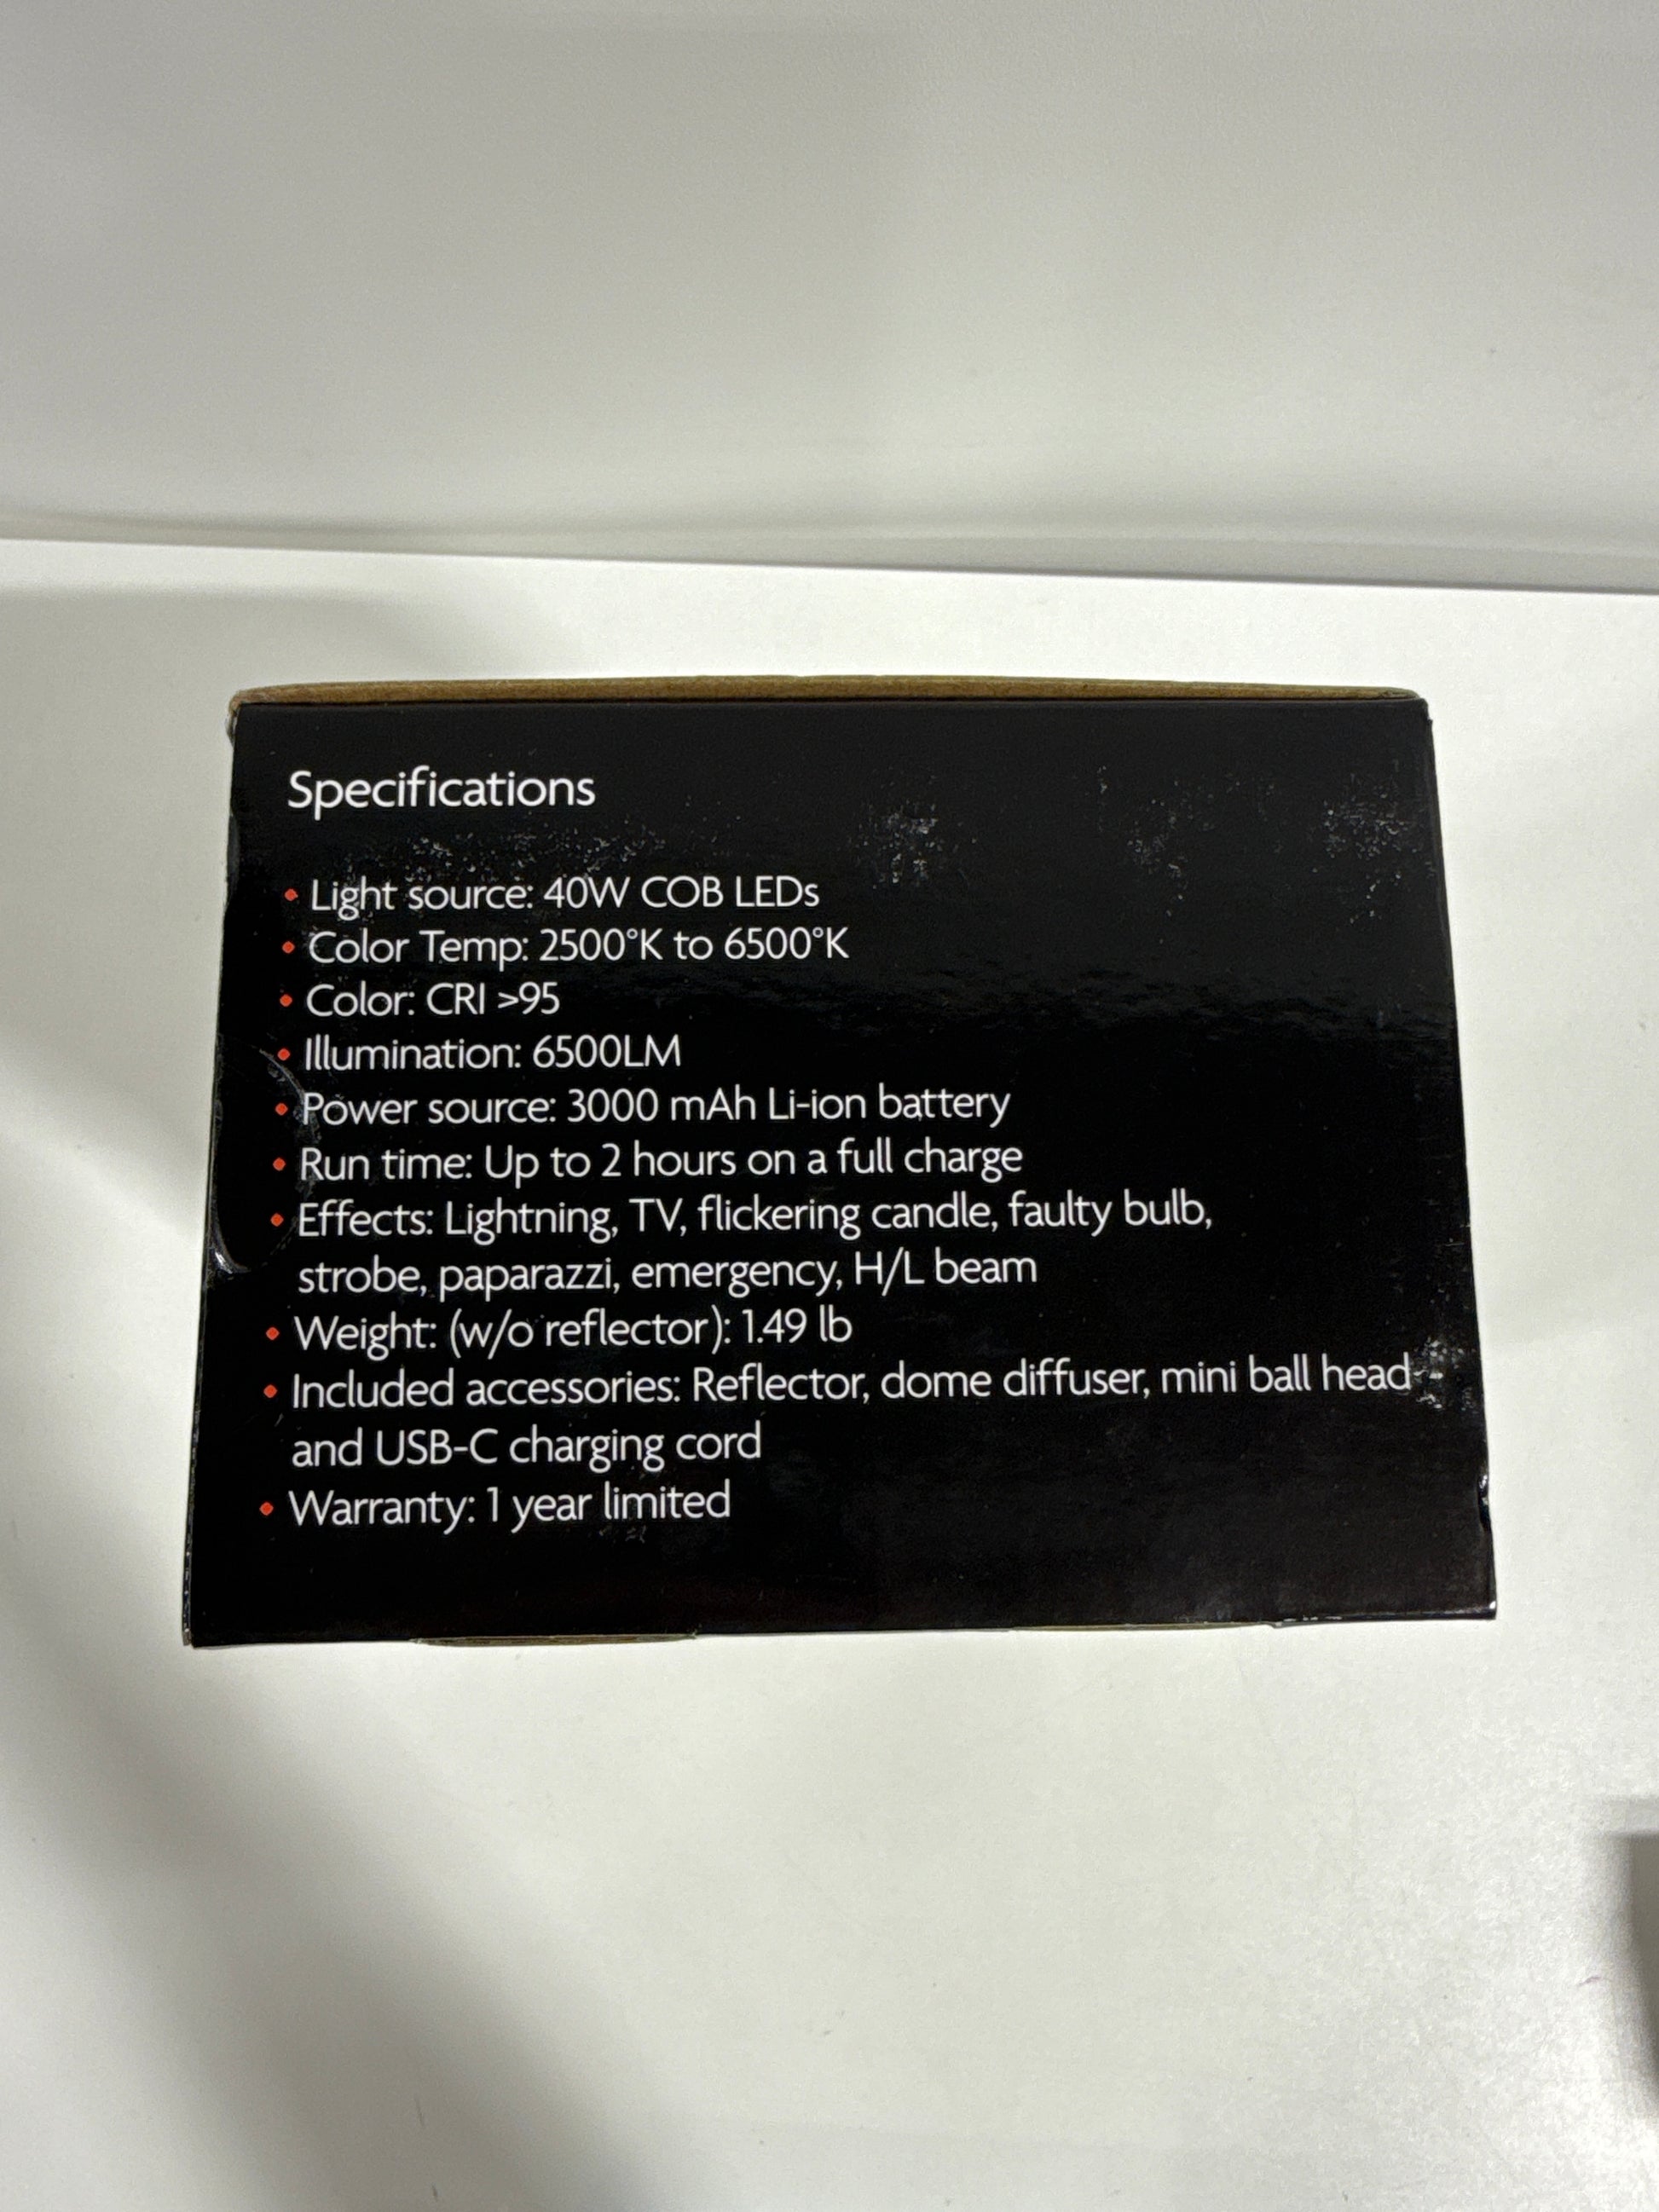 Specifications
• Light source: 40W COB LEDs
• Color Temp: 2500°K to 6500°K
• Color: CRI >95
• Illumination: 6500LM
• Power source: 3000 mAh Li-ion battery
• Run time: Up to 2 hours on a full charge
• Effects: Lightning, TV, flickering candle, faulty bulb,
strobe, paparazzi, emergency, H/L beam
• Weight: (w/o reflector): 1.49 lb
• Included accessories: Reflector, dome diffuser, mini ball head
and USB-C charging cord
• Warranty: 1 year limited